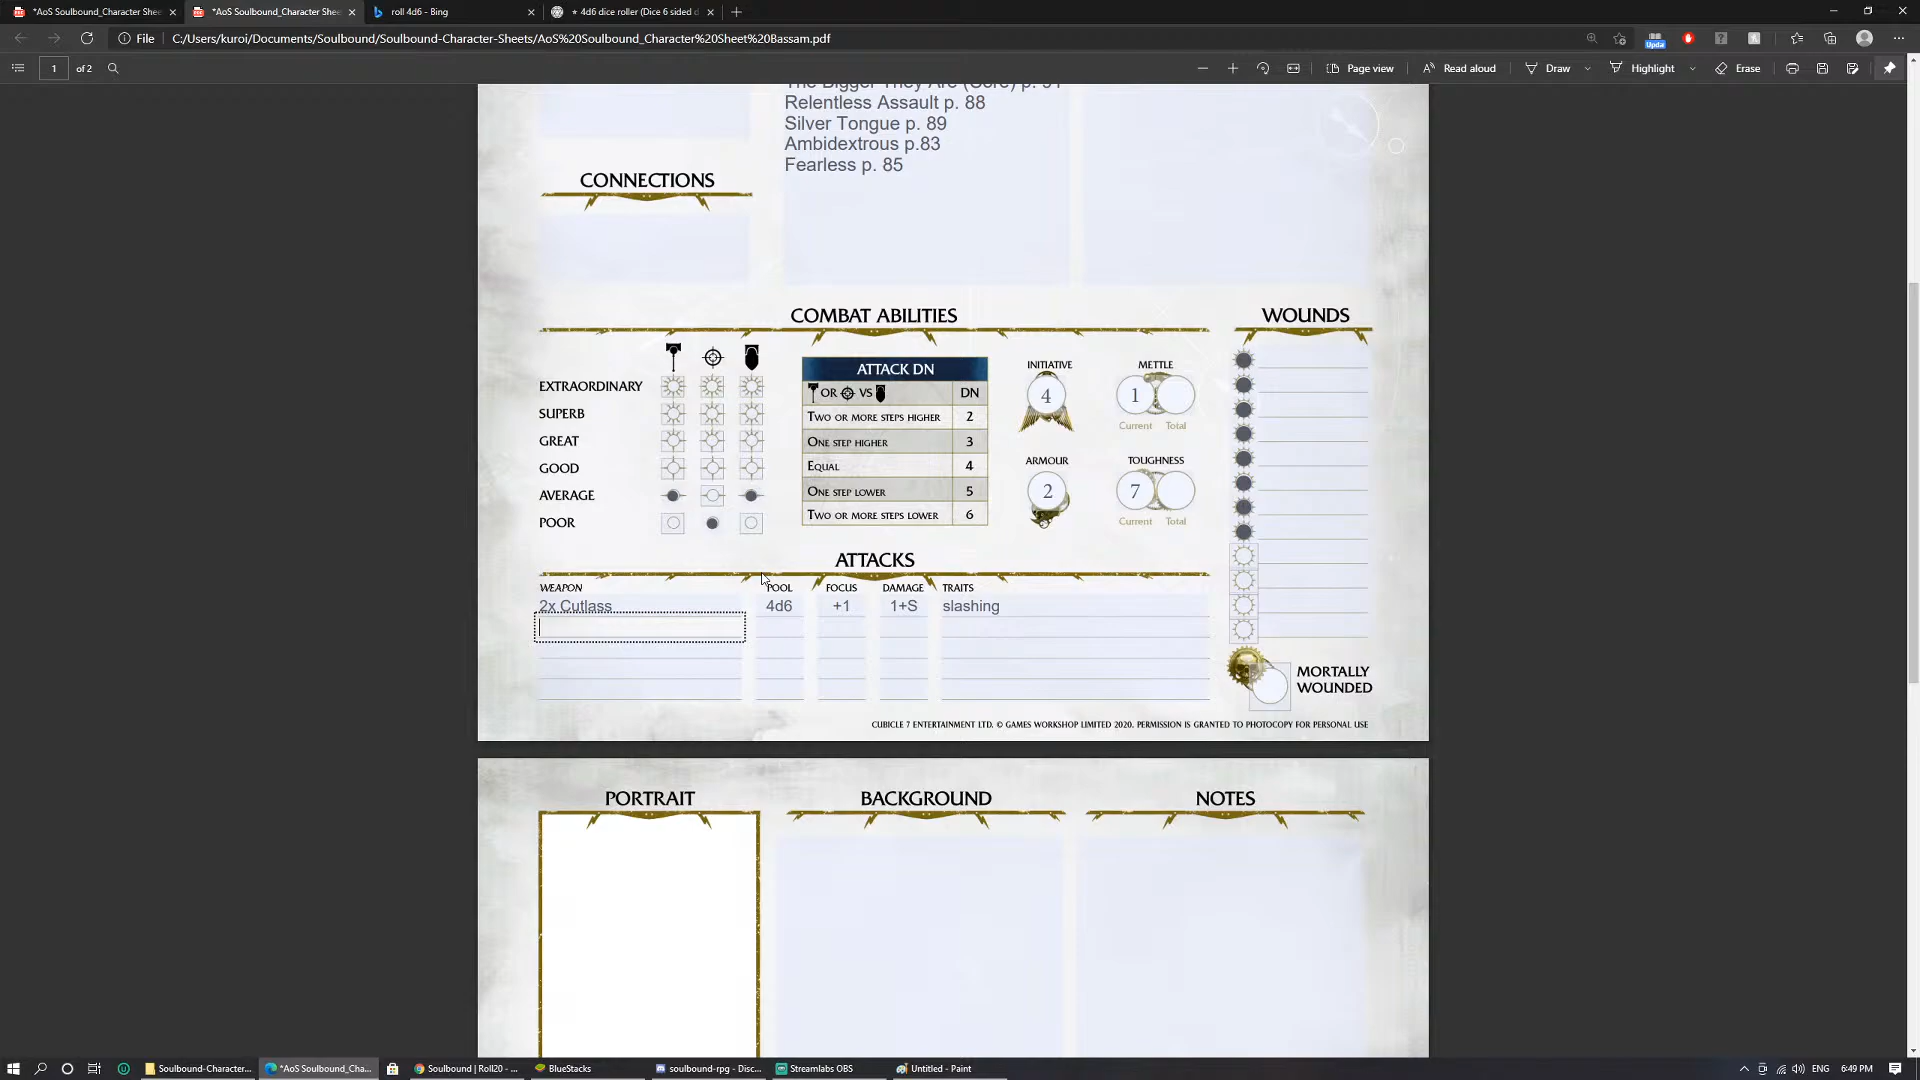 *AoS Soulbound_Character Shee
*AoS Soulbound_Character Shee
roll 4d6 - Bing
4d6 dice roller (Dice 6 sided d
File
C:/Users/kuroi/Documents/Soulbound/Soulbound-Character-Sheets/AoS%20Soulbound_Character%20Sheet%20Bassam.pdf
Upda
1 of 2
Page view
Read aloud
Draw
Highlight
Erase
The Bigger They Are (Core) p. 91
Relentless Assault p. 88
Silver Tongue p. 89
Ambidextrous p.83
Fearless p. 85
CONNECTIONS
COMBAT ABILITIES
WOUNDS
EXTRAORDINARY
SUPERB
GREAT
GOOD
AVERAGE
POOR
ATTACK DN
OR VS DN
TWO OR MORE STEPS HIGHER 2
ONE STEP HIGHER 3
EQUAL 4
ONE STEP LOWER 5
TWO OR MORE STEPS LOWER 6
INITIATIVE
4
METTLE
1
Current Total
ARMOUR
2
TOUGHNESS
7
Current Total
ATTACKS
WEAPON POOL FOCUS DAMAGE TRAITS
2x Cutlass 4d6 +1 1+S slashing
MORTALLY
WOUNDED
CUBICLE 7 ENTERTAINMENT LTD. © GAMES WORKSHOP LIMITED 2020. PERMISSION IS GRANTED TO PHOTOCOPY FOR PERSONAL USE
PORTRAIT
BACKGROUND
NOTES
Soulbound-Character...
*AoS Soulbound_Cha...
Soulbound | Roll20 - ...
BlueStacks
soulbound-rpg - Disc...
Streamlabs OBS
Untitled - Paint
ENG
6:49 PM